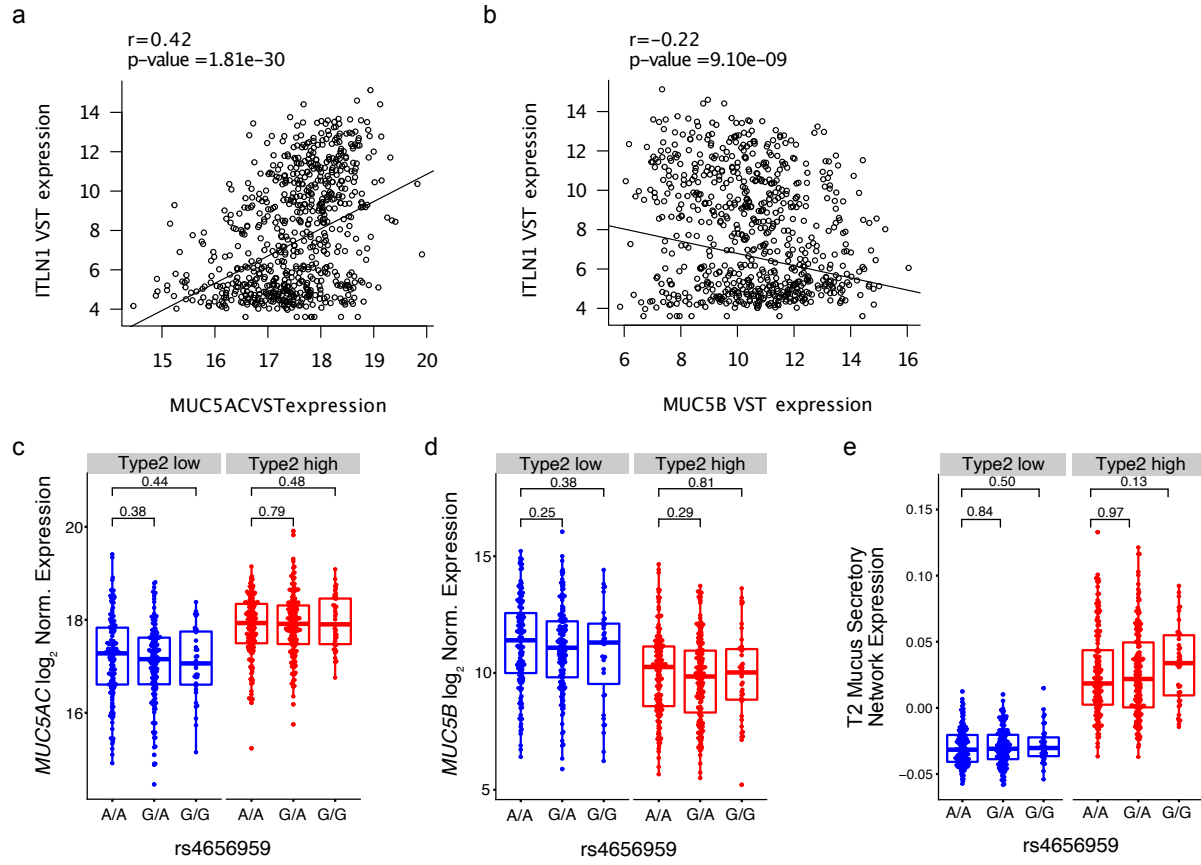 a
r=0.42
p-value =1.81e-30
ITLN1 VST expression
14
12
10
8
6
4
15 16 17 18 19 20
MUC5ACVSTexpression
b
r=-0.22
p-value =9.10e-09
ITLN1 VST expression
14
12
10
8
6
4
6 8 10 12 14 16
MUC5B VST expression
c
Type2 low Type2 high
0.44 0.48
0.38 0.79
MUC5AC log2 Norm. Expression
20
18
16
A/A G/A G/G A/A G/A G/G
rs4656959
d
Type2 low Type2 high
0.38 0.81
0.25 0.29
MUC5B log2 Norm. Expression
15
10
5
A/A G/A G/G A/A G/A G/G
rs4656959
e
Type2 low Type2 high
0.50 0.13
0.84 0.97
T2 Mucus Secretory
Network Expression
0.15
0.10
0.05
0.00
−0.05
A/A G/A G/G A/A G/A G/G
rs4656959